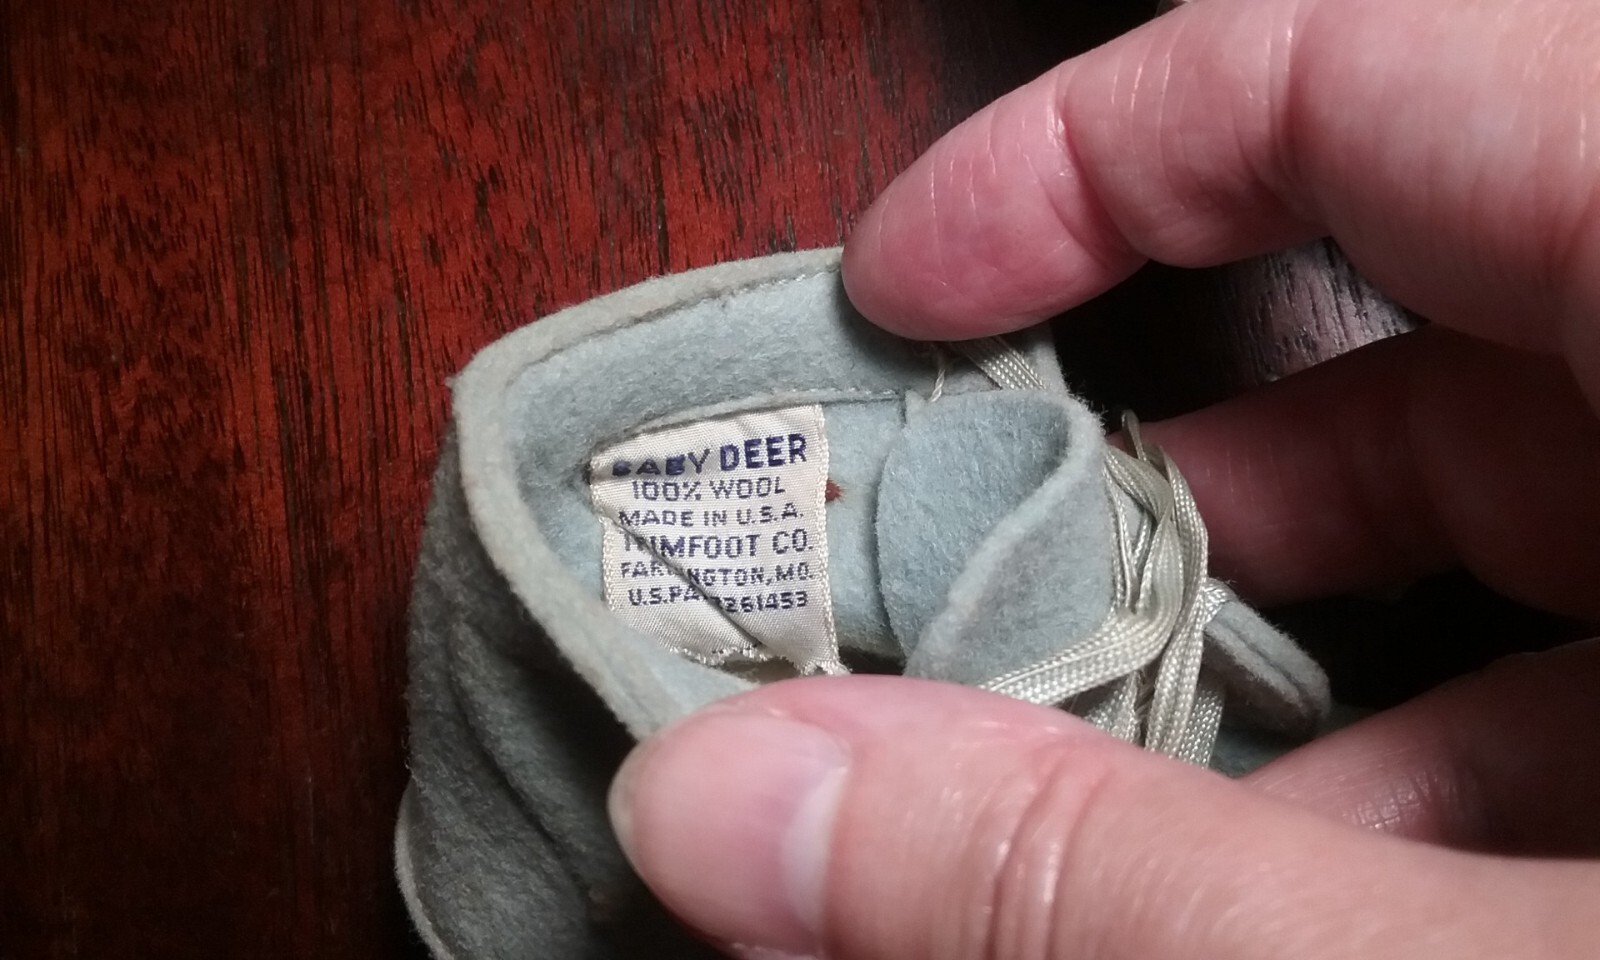 BABY DEER
100% WOOL
MADE IN U.S.A.
TRIMFOOT CO.
FARMINGTON, MO.
U.S.PAT. 2261453